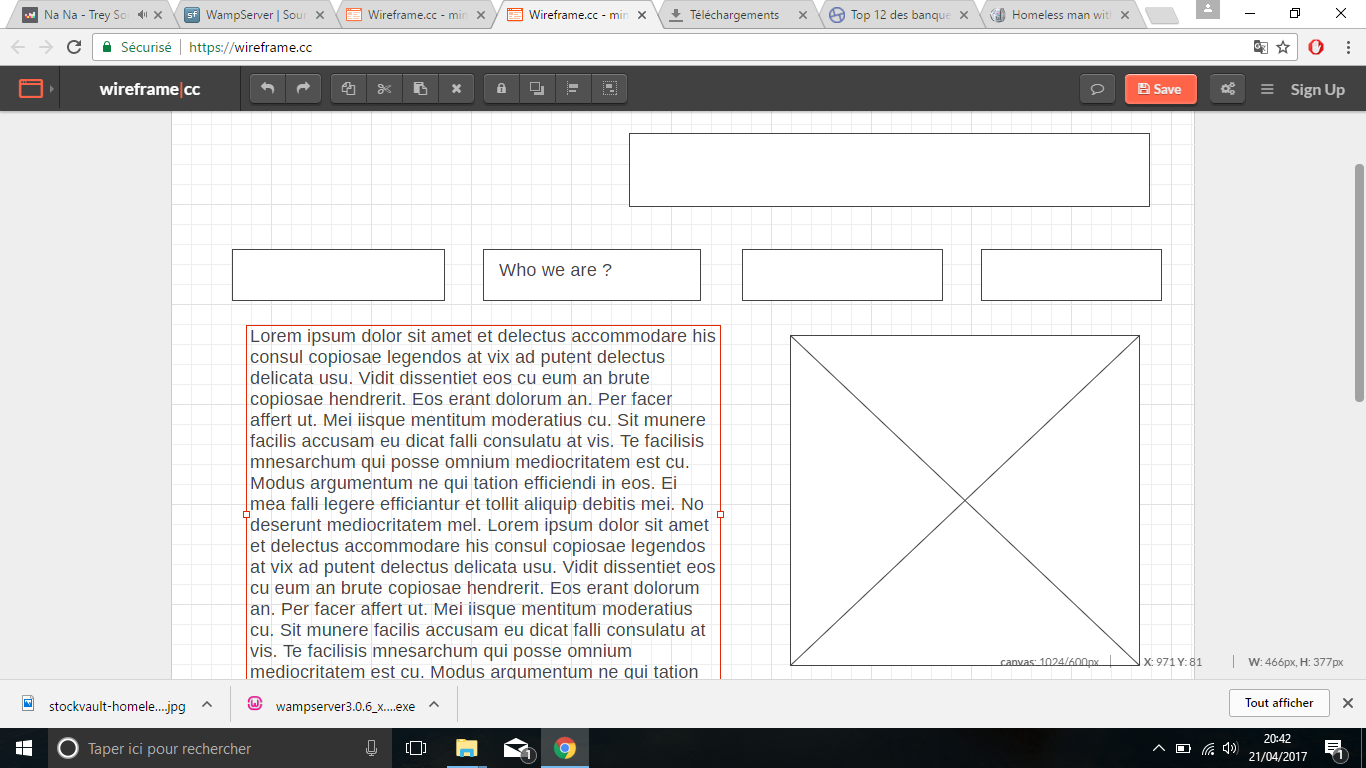 Na Na - Trey So
WampServer | Sour
Wireframe.cc - min
Wireframe.cc - min
Téléchargements
Top 12 des banque
Homeless man with
Sécurisé
https://wireframe.cc
wireframe|cc
Save
Sign Up
Who we are ?
Lorem ipsum dolor sit amet et delectus accommodare his
consul copiosae legendos at vix ad putent delectus
delicata usu. Vidit dissentiet eos cu eum an brute
copiosae hendrerit. Eos erant dolorum an. Per facer
affert ut. Mei iisque mentitum moderatius cu. Sit munere
facilis accusam eu dicat falli consulatu at vis. Te facilisis
mnesarchum qui posse omnium mediocritatem est cu.
Modus argumentum ne qui tation efficiendi in eos. Ei
mea falli legere efficiantur et tollit aliquip debitis mei. No
deserunt mediocritatem mel. Lorem ipsum dolor sit amet
et delectus accommodare his consul copiosae legendos
at vix ad putent delectus delicata usu. Vidit dissentiet eos
cu eum an brute copiosae hendrerit. Eos erant dolorum
an. Per facer affert ut. Mei iisque mentitum moderatius
cu. Sit munere facilis accusam eu dicat falli consulatu at
vis. Te facilisis mnesarchum qui posse omnium
mediocritatem est cu. Modus argumentum ne qui tation
canvas: 1024/600px
X: 971 Y: 81
W: 466px, H: 377px
stockvault-homele....jpg
wampserver3.0.6_x....exe
Tout afficher
Taper ici pour rechercher
1
20:42
21/04/2017
1